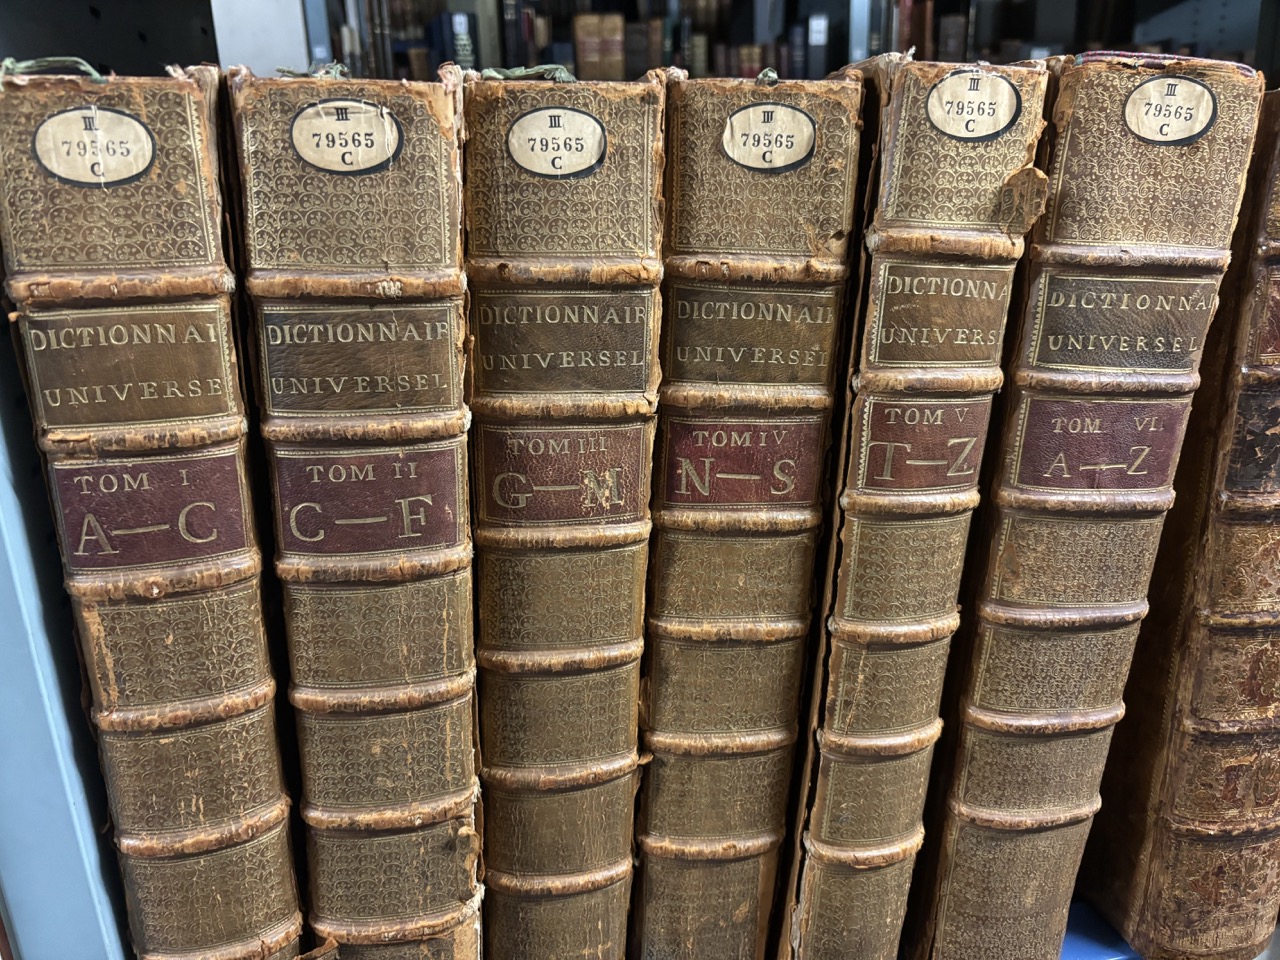 III
79565
C
DICTIONNAI
UNIVERSE
TOM I
A—C
III
79565
C
DICTIONNAIR
UNIVERSEL
TOM II
C—F
III
79565
C
DICTIONNAIR
UNIVERSEL
TOM III
G—M
III
79565
C
DICTIONNAI
UNIVERSEL
TOM IV
N—S
III
79565
C
DICTIONNA
UNIVERS
TOM V
T—Z
III
79565
C
DICTIONNAI
UNIVERSEL
TOM VI
A—Z